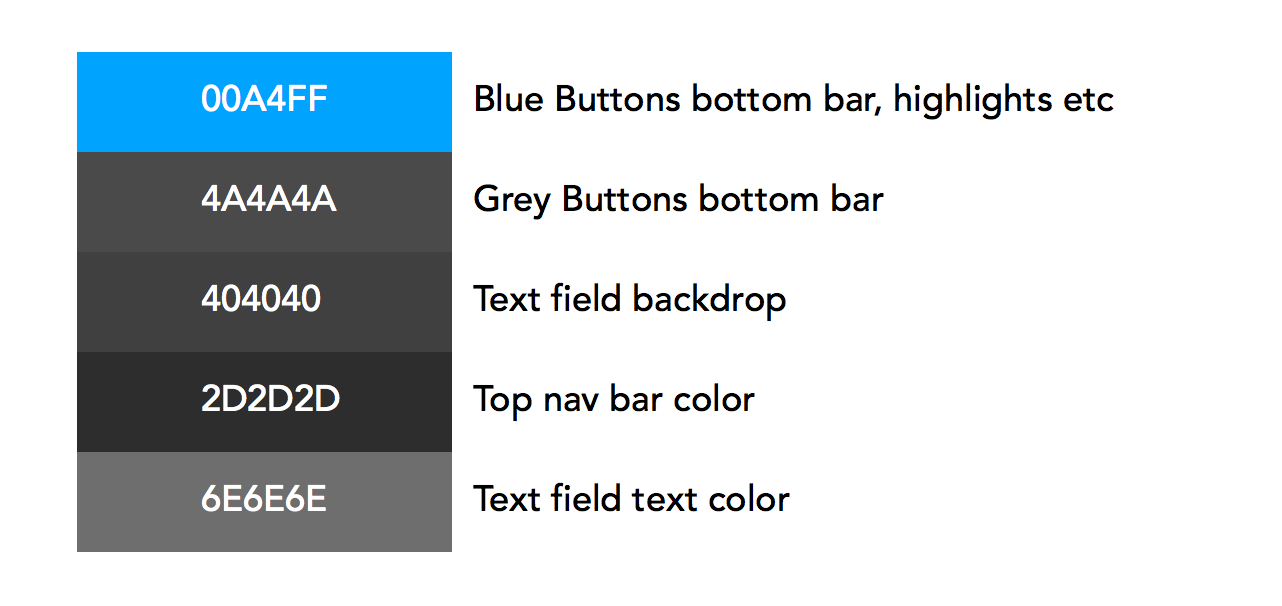 00A4FF Blue Buttons bottom bar, highlights etc
4A4A4A Grey Buttons bottom bar
404040 Text field backdrop
2D2D2D Top nav bar color
6E6E6E Text field text color